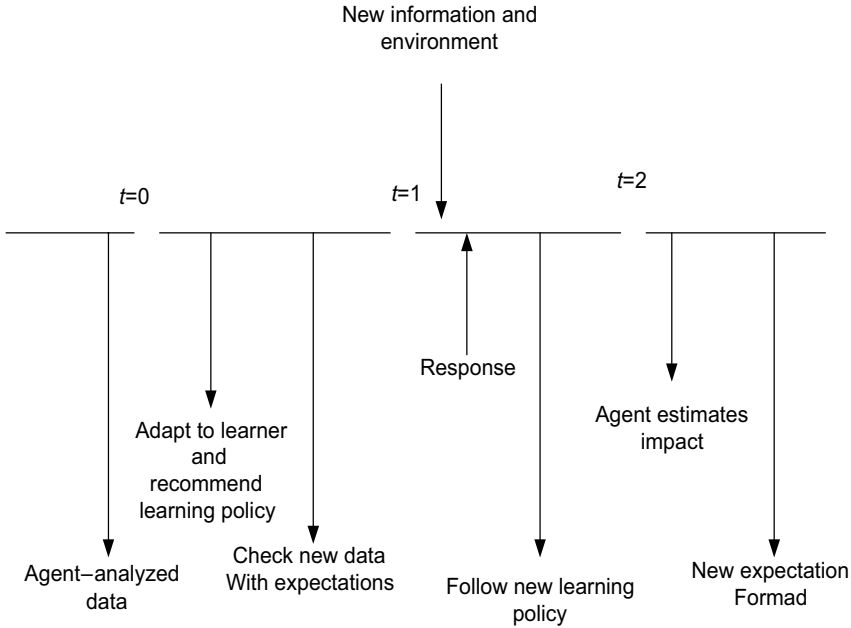 New information and
environment
t=0
t=1
t=2
Response
Adapt to learner
and
recommend
learning policy
Agent estimates
impact
Agent–analyzed
data
Check new data
With expectations
Follow new learning
policy
New expectation
Formad